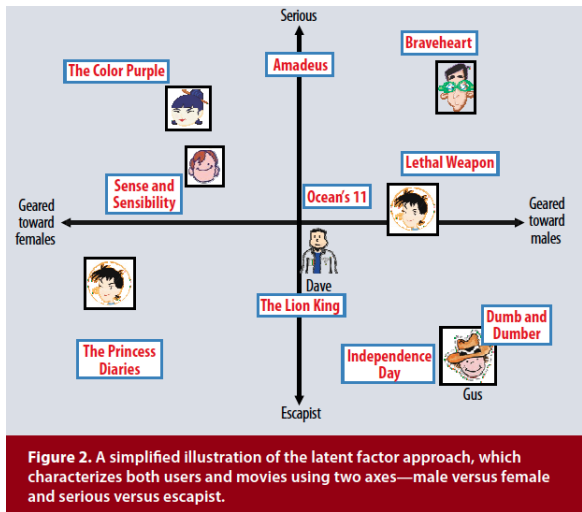 Serious
Braveheart
The Color Purple
Amadeus
Lethal Weapon
Sense and
Sensibility
Ocean's 11
Geared
toward
females
Geared
toward
males
Dave
The Lion King
Dumb and
Dumber
The Princess
Diaries
Independence
Day
Gus
Escapist
Figure 2. A simplified illustration of the latent factor approach, which
characterizes both users and movies using two axes—male versus female
and serious versus escapist.